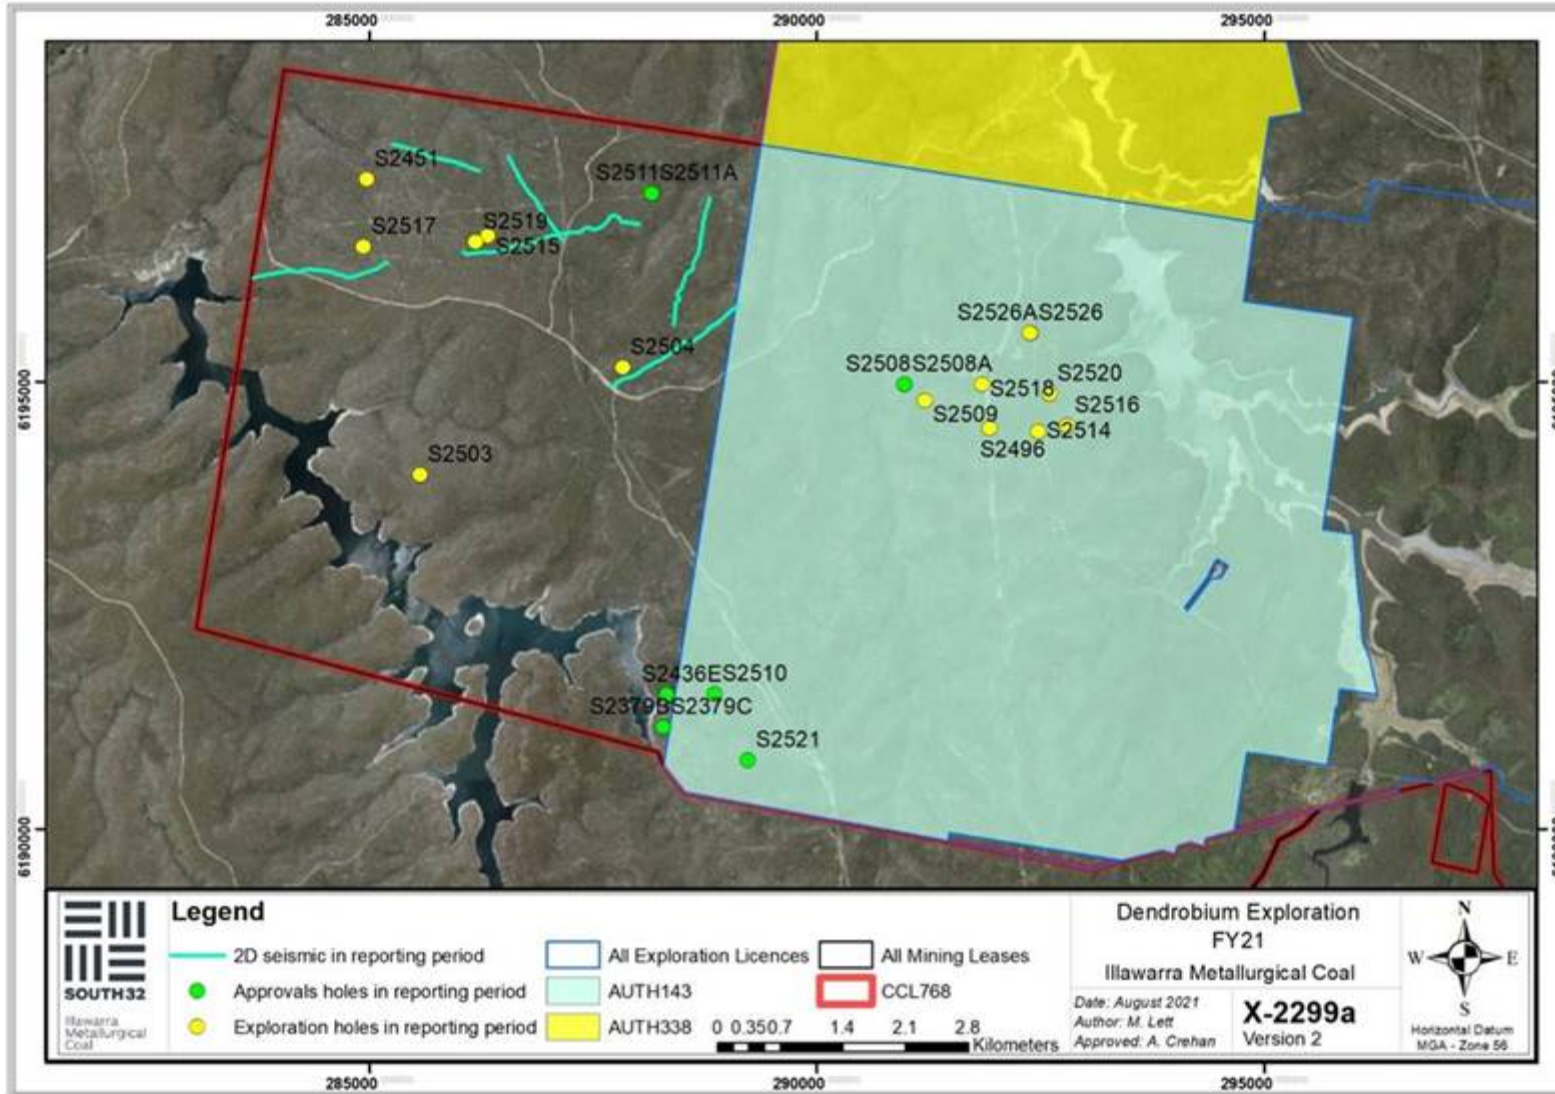 285000
290000
295000
S2451
S2511S2511A
S2517
S2519
S2515
S2526AS2526
S2504
S2508S2508A
S2520
S2518
S2516
S2509
S2514
S2496
S2503
6195000
S2436ES2510
S2379BS2379C
S2521
6190000
Legend
2D seismic in reporting period
Approvals holes in reporting period
Exploration holes in reporting period
All Exploration Licences
AUTH143
AUTH338
All Mining Leases
CCL768
0 0.350.7 1.4 2.1 2.8
Kilometers
SOUTH32
Illawarra
Metallurgical
Coal
Dendrobium Exploration
FY21
Illawarra Metallurgical Coal
Date: August 2021
Author: M. Lett
Approved: A. Crehan
X-2299a
Version 2
N
W E
S
Horizontal Datum
MGA - Zone 56
285000
290000
295000